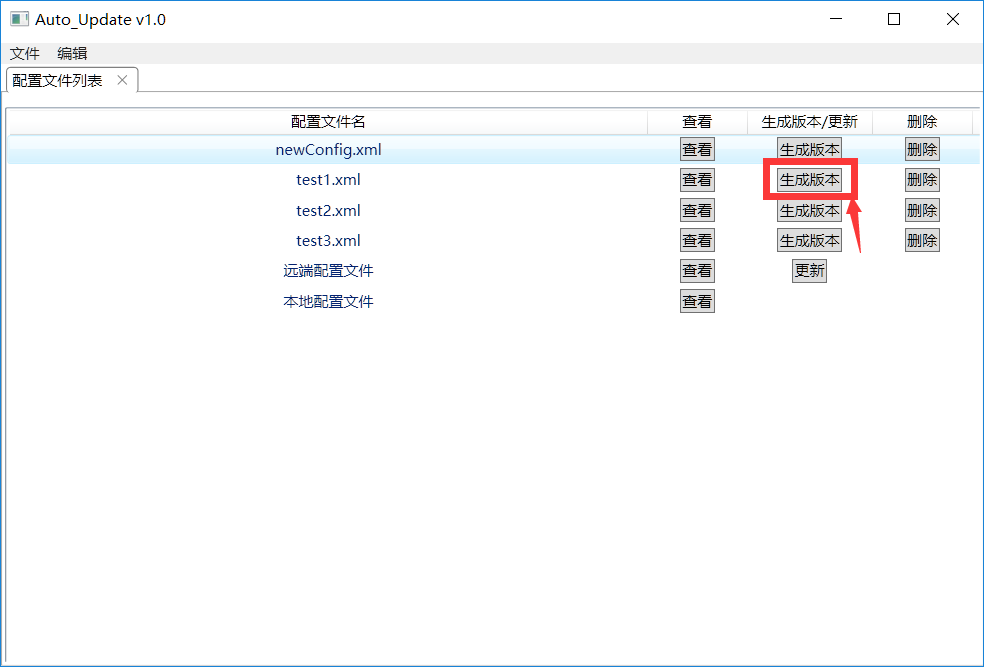 Auto_Update v1.0
文件 编辑
配置文件列表
配置文件名 查看 生成版本/更新 删除
newConfig.xml 查看 生成版本 删除
test1.xml 查看 生成版本 删除
test2.xml 查看 生成版本 删除
test3.xml 查看 生成版本 删除
远端配置文件 查看 更新
本地配置文件 查看